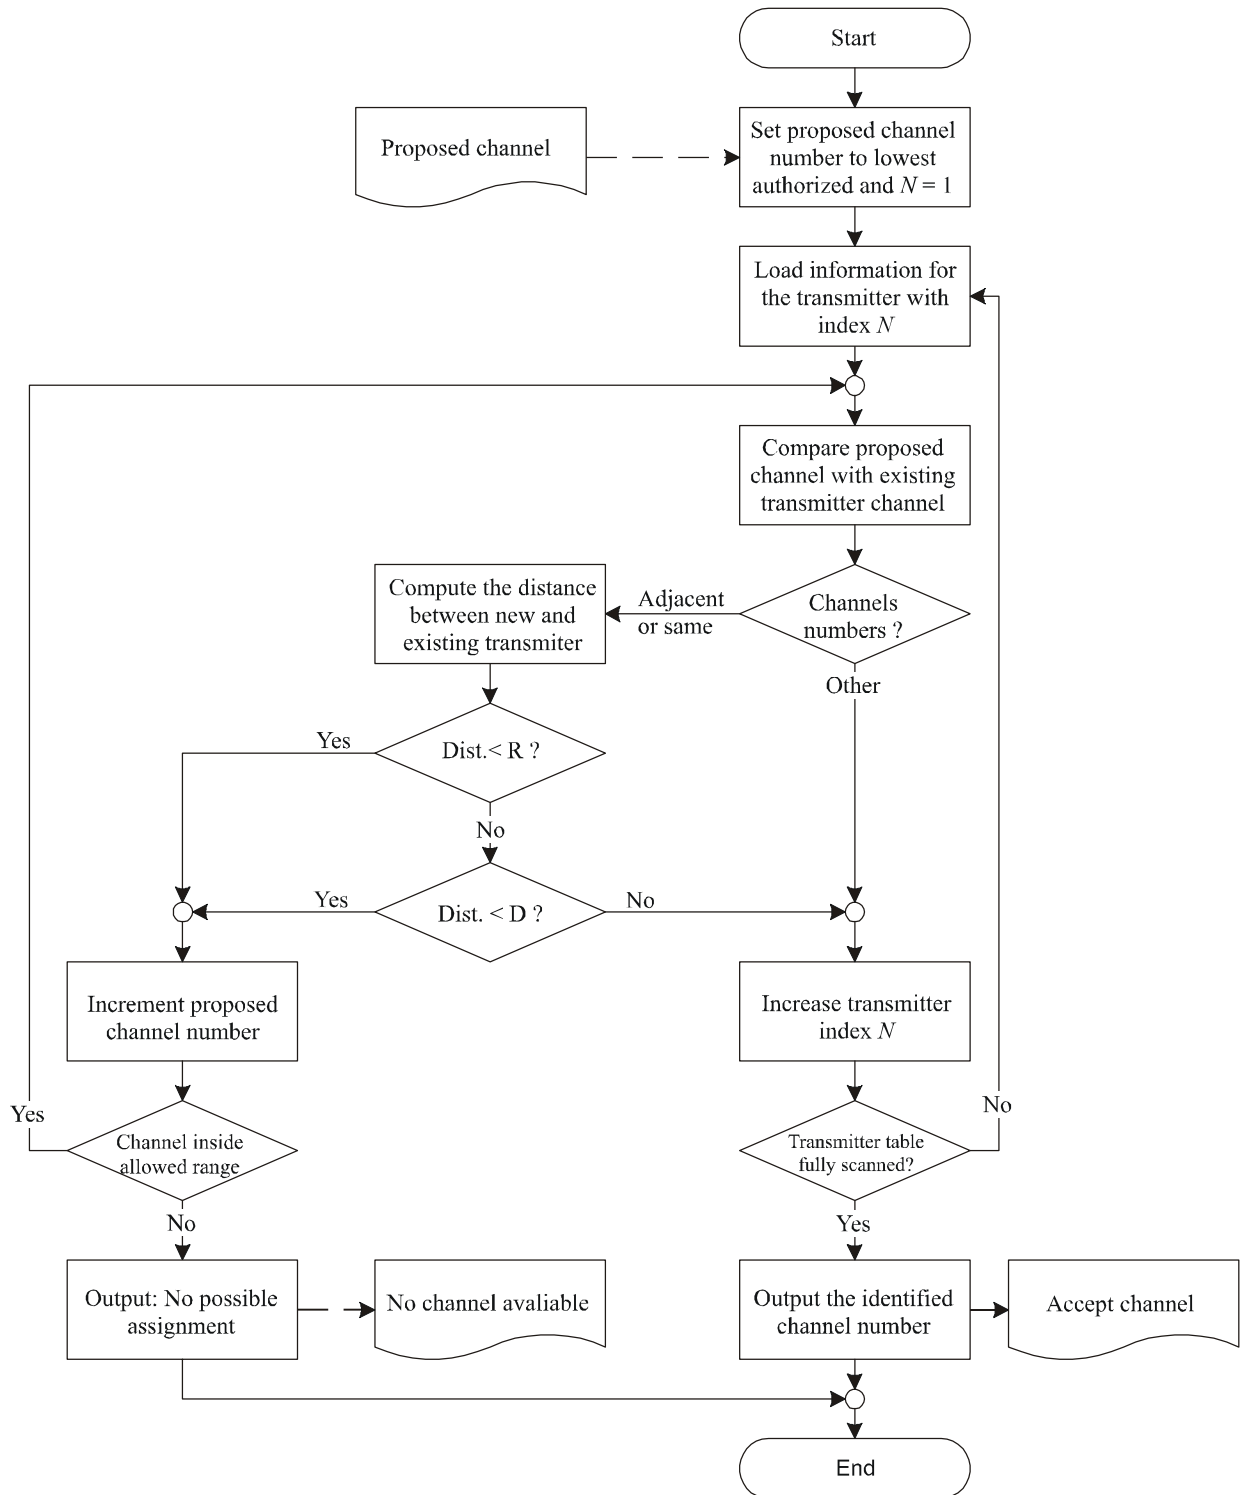 Start
Proposed channel
Set proposed channel
number to lowest
authorized and N = 1
Load information for
the transmitter with
index N
Compare proposed
channel with existing
transmitter channel
Compute the distance
between new and
existing transmiter
Adjacent
or same
Channels
numbers ?
Other
Yes
Dist.< R ?
No
Yes
Dist. < D ?
No
Increment proposed
channel number
Increase transmitter
index N
Yes
Channel inside
allowed range
No
Transmitter table
fully scanned?
No
Yes
Output: No possible
assignment
No channel avaliable
Output the identified
channel number
Accept channel
End